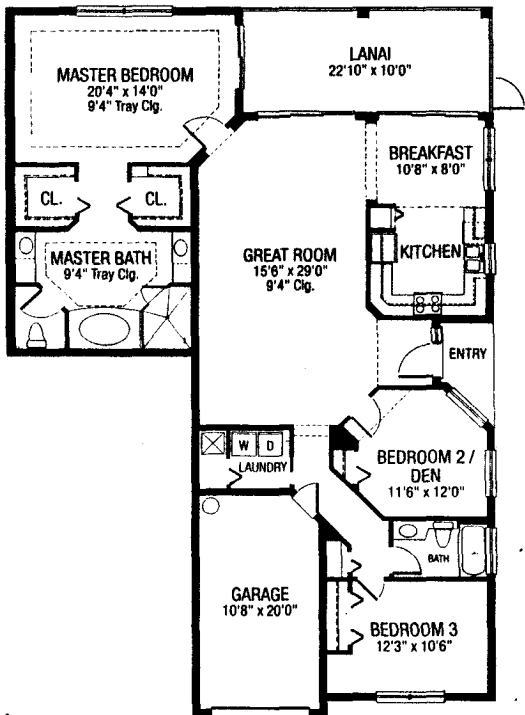 LANAI
22'10" x 10'0"
MASTER BEDROOM
20'4" x 14'0"
9'4" Tray Clg.
BREAKFAST
10'8" x 8'0"
CL.
CL.
KITCHEN
GREAT ROOM
15'6" x 29'0"
9'4" Clg.
MASTER BATH
9'4" Tray Clg.
ENTRY
W
D
LAUNDRY
BEDROOM 2 /
DEN
11'6" x 12'0"
BATH
GARAGE
10'8" x 20'0"
BEDROOM 3
12'3" x 10'6"